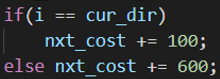 if(i == cur_dir)
    nxt_cost += 100;
else nxt_cost += 600;